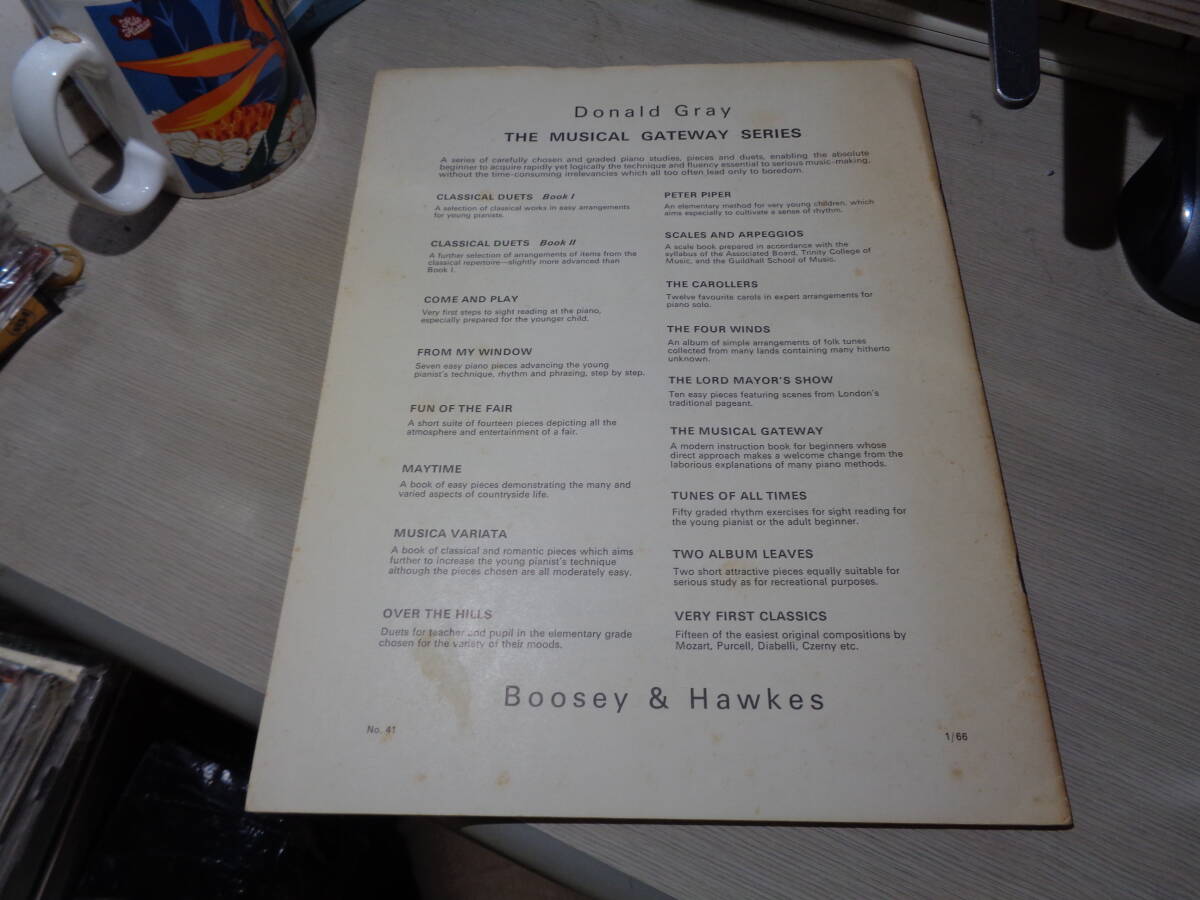 Donald Gray
THE MUSICAL GATEWAY SERIES
A series of carefully chosen and graded piano studies, pieces and duets, enabling the absolute
beginner to acquire rapidly yet logically the technique and fluency essential to serious music-making,
without the time-consuming irrelevancies which all too often lead only to boredom.
CLASSICAL DUETS Book I
A selection of classical works in easy arrangements
for young pianists.
CLASSICAL DUETS Book II
A further selection of arrangements of items from the
classical repertoire—slightly more advanced than
Book I.
COME AND PLAY
Very first steps to sight reading at the piano,
especially prepared for the younger child.
FROM MY WINDOW
Seven easy piano pieces advancing the young
pianist's technique, rhythm and phrasing, step by step.
FUN OF THE FAIR
A short suite of fourteen pieces depicting all the
atmosphere and entertainment of a fair.
MAYTIME
A book of easy pieces demonstrating the many and
varied aspects of countryside life.
MUSICA VARIATA
A book of classical and romantic pieces which aims
further to increase the young pianist's technique
although the pieces chosen are all moderately easy.
OVER THE HILLS
Duets for teacher and pupil in the elementary grade
chosen for the variety of their moods.
PETER PIPER
An elementary method for very young children, which
aims especially to cultivate a sense of rhythm.
SCALES AND ARPEGGIOS
A scale book prepared in accordance with the
syllabus of the Associated Board, Trinity College of
Music, and the Guildhall School of Music.
THE CAROLLERS
Twelve favourite carols in expert arrangements for
piano solo.
THE FOUR WINDS
An album of simple arrangements of folk tunes
collected from many lands containing many hitherto
unknown.
THE LORD MAYOR'S SHOW
Ten easy pieces featuring scenes from London's
traditional pageant.
THE MUSICAL GATEWAY
A modern instruction book for beginners whose
direct approach makes a welcome change from the
laborious explanations of many piano methods.
TUNES OF ALL TIMES
Fifty graded rhythm exercises for sight reading for
the young pianist or the adult beginner.
TWO ALBUM LEAVES
Two short attractive pieces equally suitable for
serious study as for recreational purposes.
VERY FIRST CLASSICS
Fifteen of the easiest original compositions by
Mozart, Purcell, Diabelli, Czerny etc.
Boosey & Hawkes
No. 41
1/66